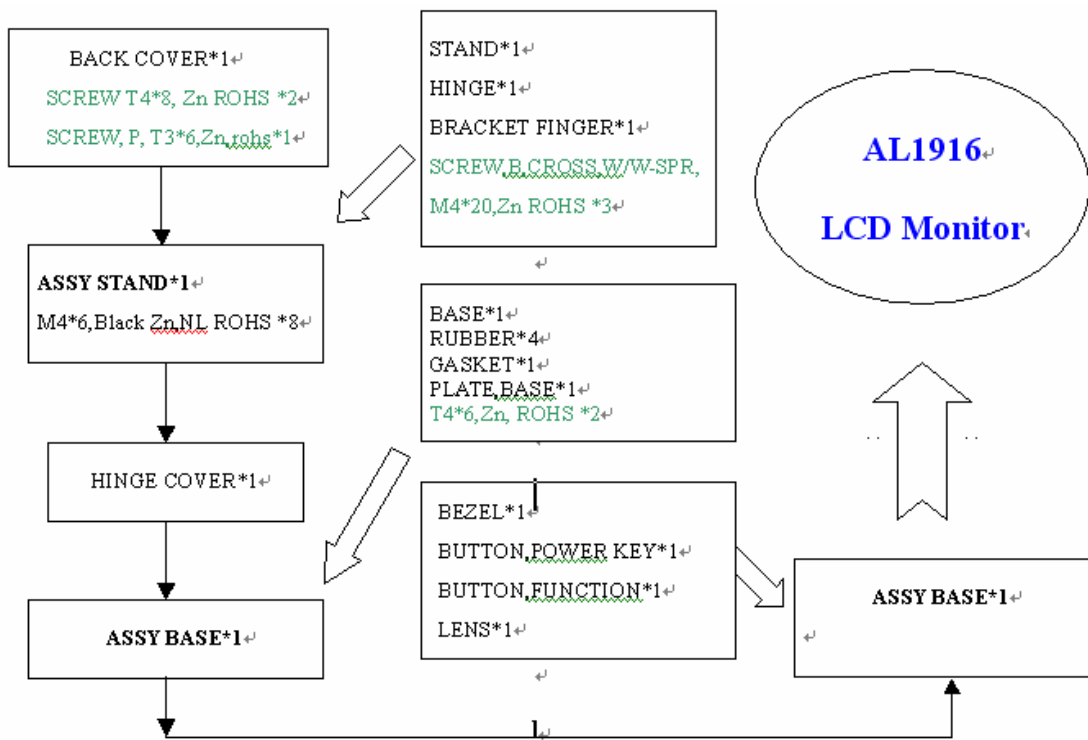 BACK COVER*1
SCREW T4*8, Zn ROHS *2
SCREW, P, T3*6,Zn,rohs*1
ASSY STAND*1
M4*6,Black Zn,NL ROHS *8
HINGE COVER*1
ASSY BASE*1
STAND*1
HINGE*1
BRACKET FINGER*1
SCREW,B,CROSS,W/W-SPR,
M4*20,Zn ROHS *3
BASE*1
RUBBER*4
GASKET*1
PLATE,BASE*1
T4*6,Zn, ROHS *2
BEZEL*1
BUTTON,POWER KEY*1
BUTTON,FUNCTION*1
LENS*1
AL1916
LCD Monitor
ASSY BASE*1